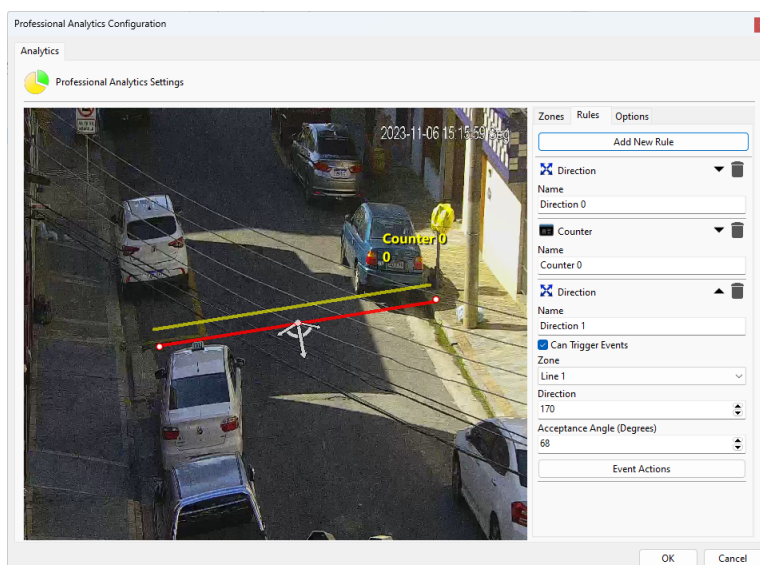 Professional Analytics Configuration
Analytics
Professional Analytics Settings
2023-11-06 15:15:59 Seg
Counter 0
0
Zones Rules Options
Add New Rule
Direction
Name
Direction 0
Counter
Name
Counter 0
Direction
Name
Direction 1
Can Trigger Events
Zone
Line 1
Direction
170
Acceptance Angle (Degrees)
68
Event Actions
OK Cancel